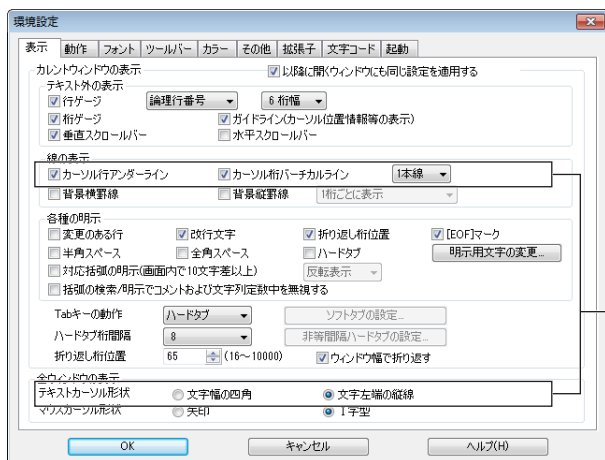 環境設定
表示 動作 フォント ツールバー カラー その他 拡張子 文字コード 起動
カレントウィンドウの表示 以降に開くウィンドウにも同じ設定を適用する
テキスト外の表示
行ゲージ 論理行番号 6 桁幅
桁ゲージ ガイドライン(カーソル位置情報等の表示)
垂直スクロールバー 水平スクロールバー
線の表示
カーソル行アンダーライン カーソル桁バーチカルライン 1本線
背景横罫線 背景縦罫線 1桁ごとに表示
各種の明示
変更のある行 改行文字 折り返し桁位置 [EOF]マーク
半角スペース 全角スペース ハードタブ 明示用文字の変更...
対応括弧の明示(画面内で10文字差以上) 反転表示
括弧の検索/明示でコメントおよび文字列定数中を無視する
Tabキーの動作 ハードタブ ソフトタブの設定...
ハードタブ桁間隔 8 非等間隔ハードタブの設定...
折り返し桁位置 65 (16～10000) ウィンドウ幅で折り返す
全ウィンドウの表示
テキストカーソル形状 文字幅の四角 文字左端の縦線
マウスカーソル形状 矢印 I字型
OK キャンセル ヘルプ(H)